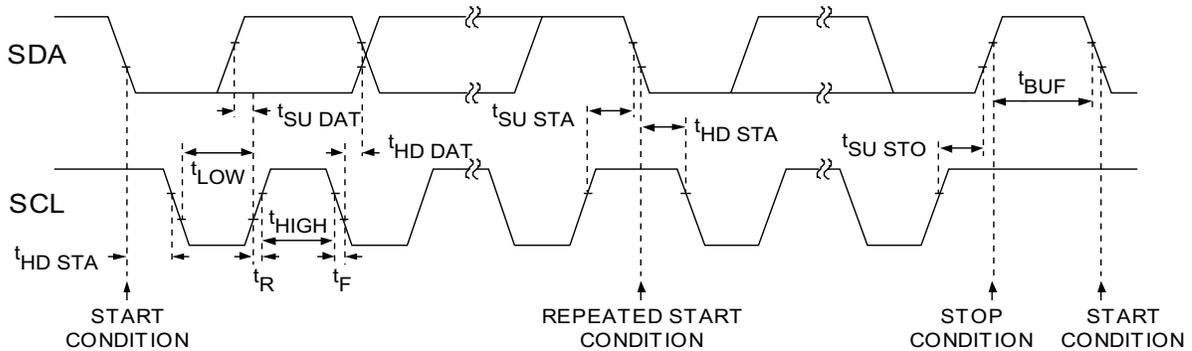 SDA
tSU DAT
tHD DAT
tSU STA
tHD STA
tBUF
tSU STO
tLOW
SCL
tHIGH
tHD STA
tR
tF
START
CONDITION
REPEATED START
CONDITION
STOP
CONDITION
START
CONDITION